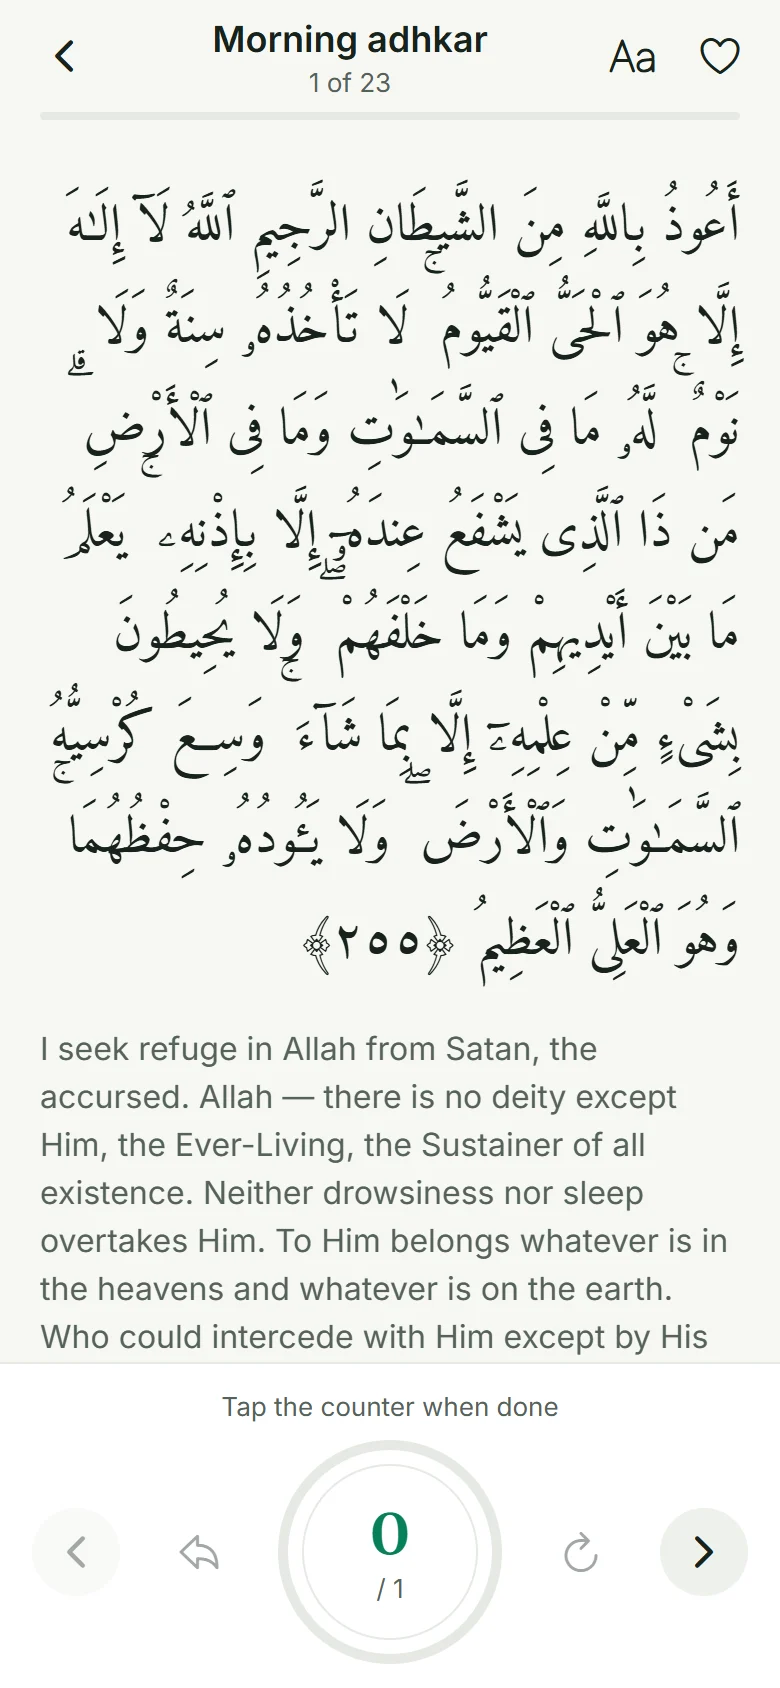 Morning adhkar
Aa
1 of 23
أَعُوذُ بِاللَّهِ مِنَ الشَّيطَانِ الرَّجِيمِ ٱللَّهُ لَآ إِلَـٰهَ
إِلَّا هُوَ ٱلْحَىُّ ٱلْقَيُّومُ ۚ لَا تَأْخُذُهُۥ سِنَةٌ وَلَا
نَوْمٌ ۚ لَّهُۥ مَا فِى ٱلسَّمَـٰوَٰتِ وَمَا فِى ٱلْأَرْضِ ۗ
مَن ذَا ٱلَّذِى يَشْفَعُ عِندَهُۥٓ إِلَّا بِإِذْنِهِۦ ۚ يَعْلَمُ
مَا بَيْنَ أَيْدِيهِمْ وَمَا خَلْفَهُمْ ۖ وَلَا يُحِيطُونَ
بِشَىْءٍ مِّنْ عِلْمِهِۦٓ إِلَّا بِمَا شَآءَ ۚ وَسِعَ كُرْسِيُّهُ
ٱلسَّمَـٰوَٰتِ وَٱلْأَرْضَ ۖ وَلَا يَـُٔودُهُۥ حِفْظُهُمَا ۚ
وَهُوَ ٱلْعَلِىُّ ٱلْعَظِيمُ ﴿٢٥٥﴾
I seek refuge in Allah from Satan, the
accursed. Allah — there is no deity except
Him, the Ever-Living, the Sustainer of all
existence. Neither drowsiness nor sleep
overtakes Him. To Him belongs whatever is in
the heavens and whatever is on the earth.
Who could intercede with Him except by His
Tap the counter when done
0
/ 1